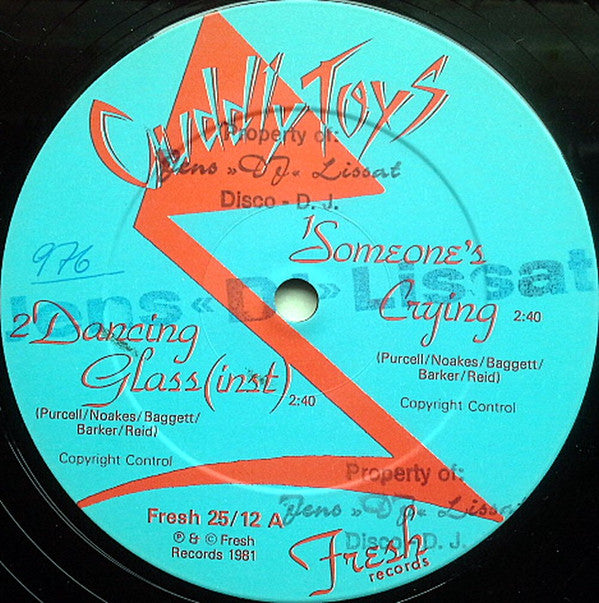 Cuddly Toys
Property of:
Jens »DJ« Lissat
Disco - D. J.
1 Someone's
Crying 2:40
(Purcell/Noakes/Baggett/
Barker/Reid)
Copyright Control
976
Jens «DJ» Lissat
2 Dancing
Glass (inst) 2:40
(Purcell/Noakes/Baggett/
Barker/Reid)
Copyright Control
Property of:
Jens »DJ« Lissat
Disco - D. J.
Fresh 25/12 A
℗ & © Fresh
Records 1981
Fresh
records